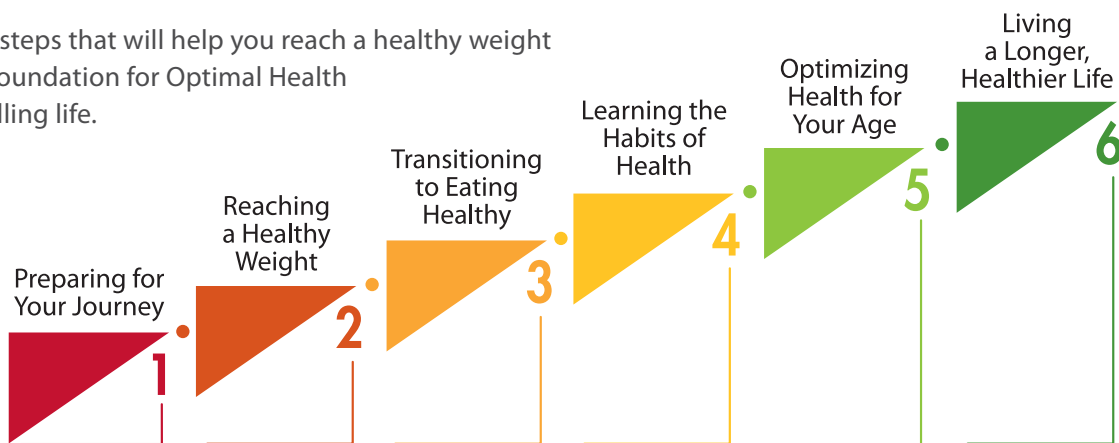 steps that will help you reach a healthy weight
oundation for Optimal Health
lling life.
Preparing for
Your Journey
1
Reaching
a Healthy
Weight
2
Transitioning
to Eating
Healthy
3
Learning the
Habits of
Health
4
Optimizing
Health for
Your Age
5
Living
a Longer,
Healthier Life
6